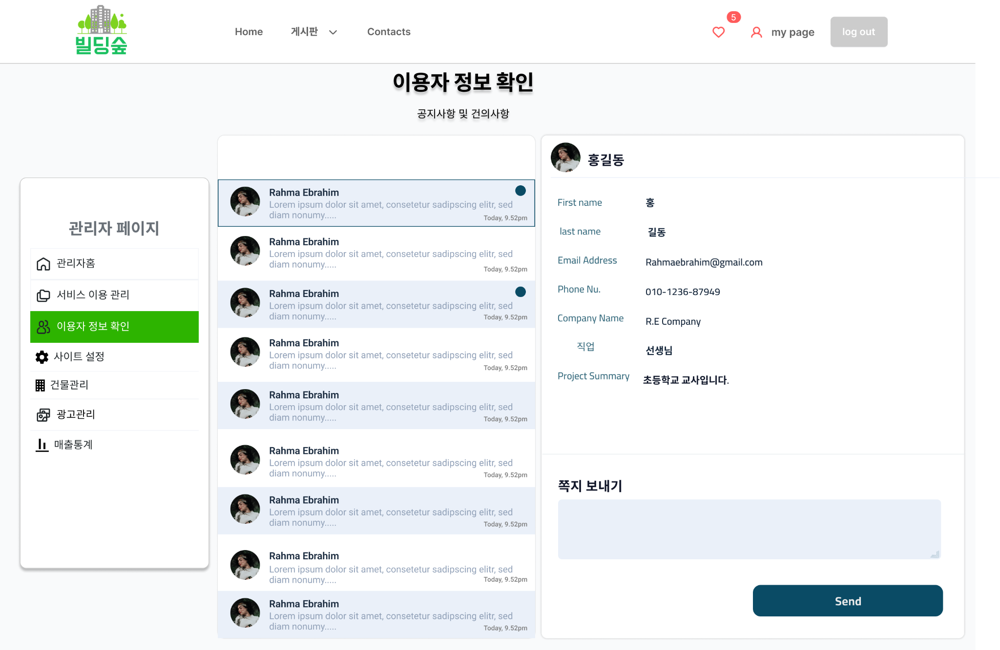 빌딩숲
Home
게시판
Contacts
5
my page
log out
이용자 정보 확인
공지사항 및 건의사항
관리자 페이지
관리자홈
서비스 이용 관리
이용자 정보 확인
사이트 설정
건물관리
광고관리
매출통계
Rahma Ebrahim
Lorem ipsum dolor sit amet, consetetur sadipscing elitr, sed
diam nonumy.....
Today, 9.52pm
Rahma Ebrahim
Lorem ipsum dolor sit amet, consetetur sadipscing elitr, sed
diam nonumy.....
Today, 9.52pm
Rahma Ebrahim
Lorem ipsum dolor sit amet, consetetur sadipscing elitr, sed
diam nonumy.....
Today, 9.52pm
Rahma Ebrahim
Lorem ipsum dolor sit amet, consetetur sadipscing elitr, sed
diam nonumy.....
Today, 9.52pm
Rahma Ebrahim
Lorem ipsum dolor sit amet, consetetur sadipscing elitr, sed
diam nonumy.....
Today, 9.52pm
Rahma Ebrahim
Lorem ipsum dolor sit amet, consetetur sadipscing elitr, sed
diam nonumy.....
Today, 9.52pm
Rahma Ebrahim
Lorem ipsum dolor sit amet, consetetur sadipscing elitr, sed
diam nonumy.....
Today, 9.52pm
Rahma Ebrahim
Lorem ipsum dolor sit amet, consetetur sadipscing elitr, sed
diam nonumy.....
Today, 9.52pm
Rahma Ebrahim
Lorem ipsum dolor sit amet, consetetur sadipscing elitr, sed
diam nonumy.....
Today, 9.52pm
홍길동
First name 홍
last name 길동
Email Address Rahmaebrahim@gmail.com
Phone Nu. 010-1236-87949
Company Name R.E Company
직업 선생님
Project Summary 초등학교 교사입니다.
쪽지 보내기
Send